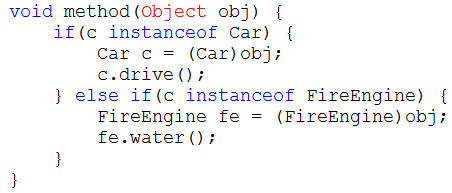 void method(Object obj) {
    if(c instanceof Car) {
        Car c = (Car)obj;
        c.drive();
    } else if(c instanceof FireEngine) {
        FireEngine fe = (FireEngine)obj;
        fe.water();
    }
}